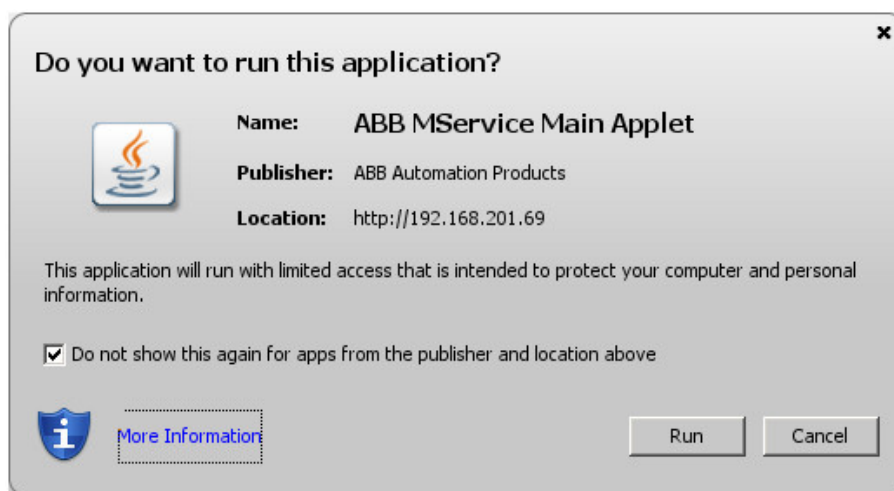 Do you want to run this application?
Name: ABB MService Main Applet
Publisher: ABB Automation Products
Location: http://192.168.201.69
This application will run with limited access that is intended to protect your computer and personal
information.
Do not show this again for apps from the publisher and location above
More Information Run Cancel